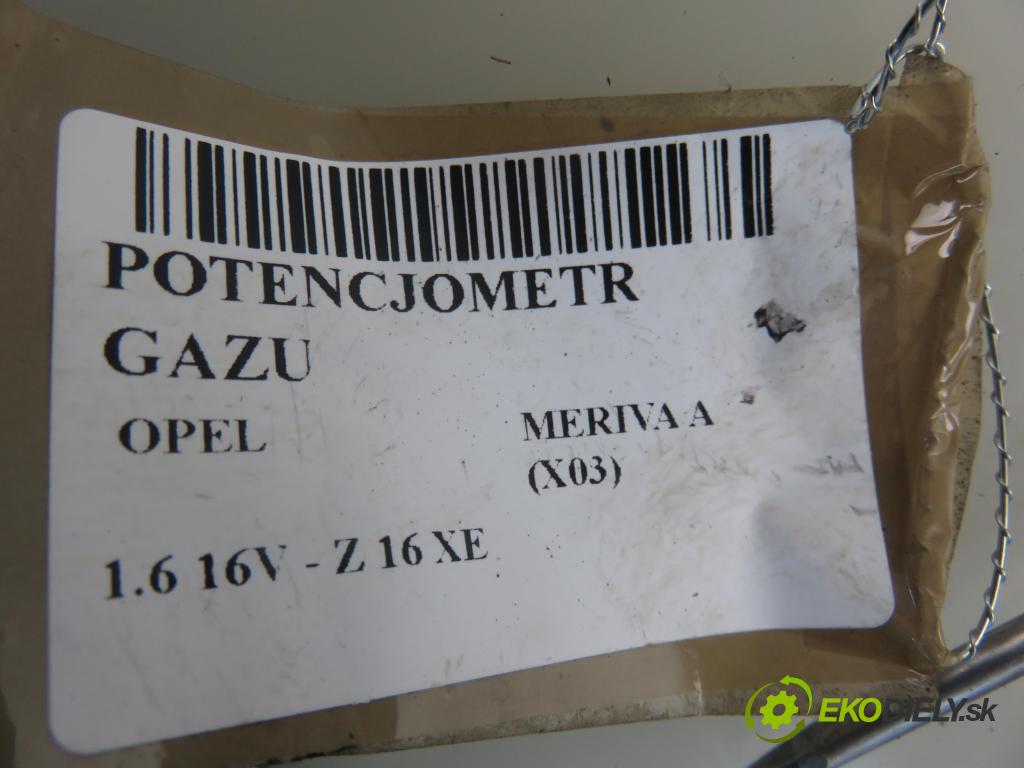 POTENCJOMETR
GAZU
OPEL
MERIVA A
(X03)
1.6 16V - Z 16 XE
EKODIELY.sk